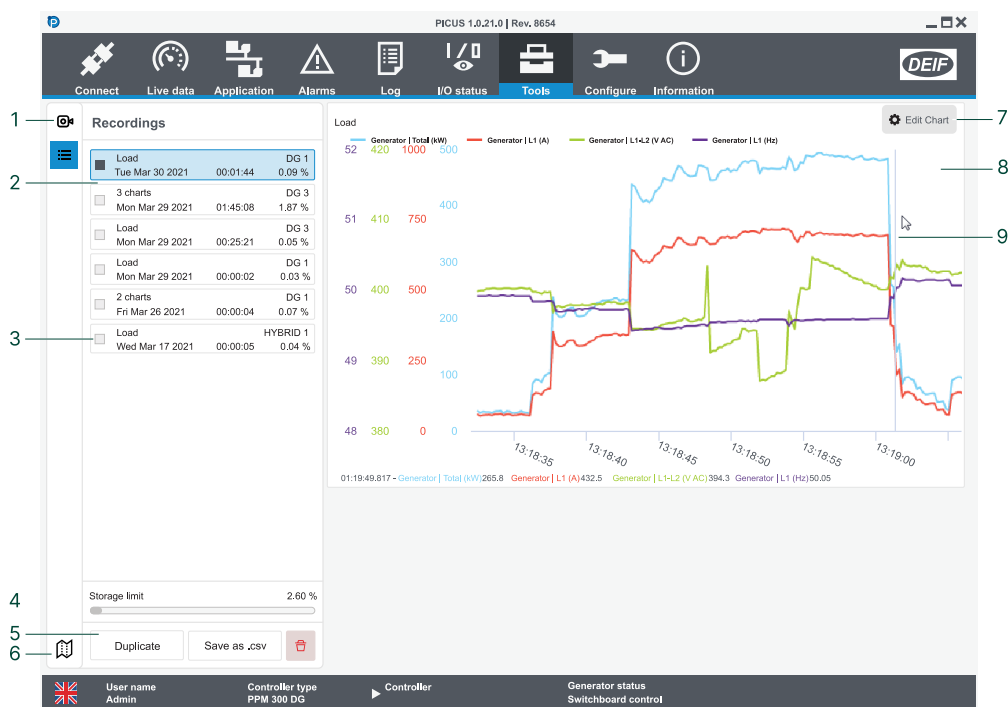 PICUS 1.0.21.0 | Rev. 8654
Connect
Live data
Application
Alarms
Log
I/O status
Tools
Configure
Information
DEIF
1
2
3
4
5
6
7
8
9
Recordings
Load DG 1
Tue Mar 30 2021 00:01:44 0.09 %
3 charts DG 3
Mon Mar 29 2021 01:45:08 1.87 %
Load DG 3
Mon Mar 29 2021 00:25:21 0.05 %
Load DG 1
Mon Mar 29 2021 00:00:02 0.03 %
2 charts DG 1
Fri Mar 26 2021 00:00:04 0.07 %
Load HYBRID 1
Wed Mar 17 2021 00:00:05 0.04 %
Storage limit 2.60 %
Duplicate
Save as .csv
Load
Edit Chart
Generator | Total (kW) Generator | L1 (A) Generator | L1-L2 (V AC) Generator | L1 (Hz)
52 420 1000 500
400
51 410 750
300
50 400 500
200
49 390 250
100
48 380 0 0
13:18:35 13:18:40 13:18:45 13:18:50 13:18:55 13:19:00
01:19:49.817 - Generator | Total (kW)265.8 Generator | L1 (A)432.5 Generator | L1-L2 (V AC)394.3 Generator | L1 (Hz)50.05
User name
Admin
Controller type
PPM 300 DG
Controller
Generator status
Switchboard control